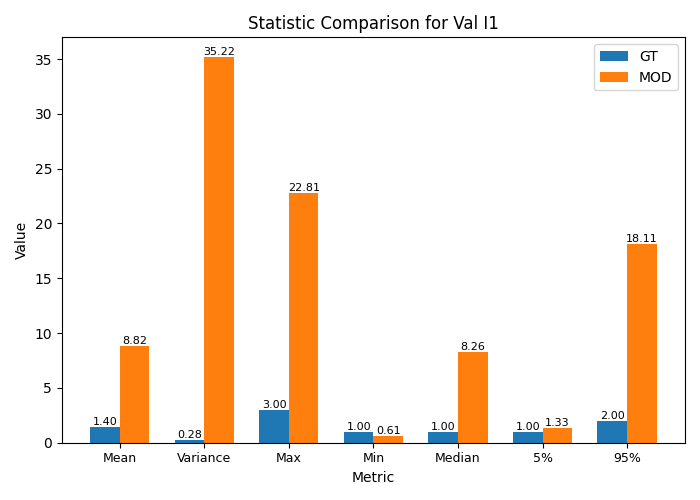 Statistic Comparison for Val I1
GT
MOD
Value
35
30
25
20
15
10
5
0
1.40
8.82
0.28
35.22
3.00
22.81
1.00
0.61
1.00
8.26
1.00
1.33
2.00
18.11
Mean
Variance
Max
Min
Median
5%
95%
Metric